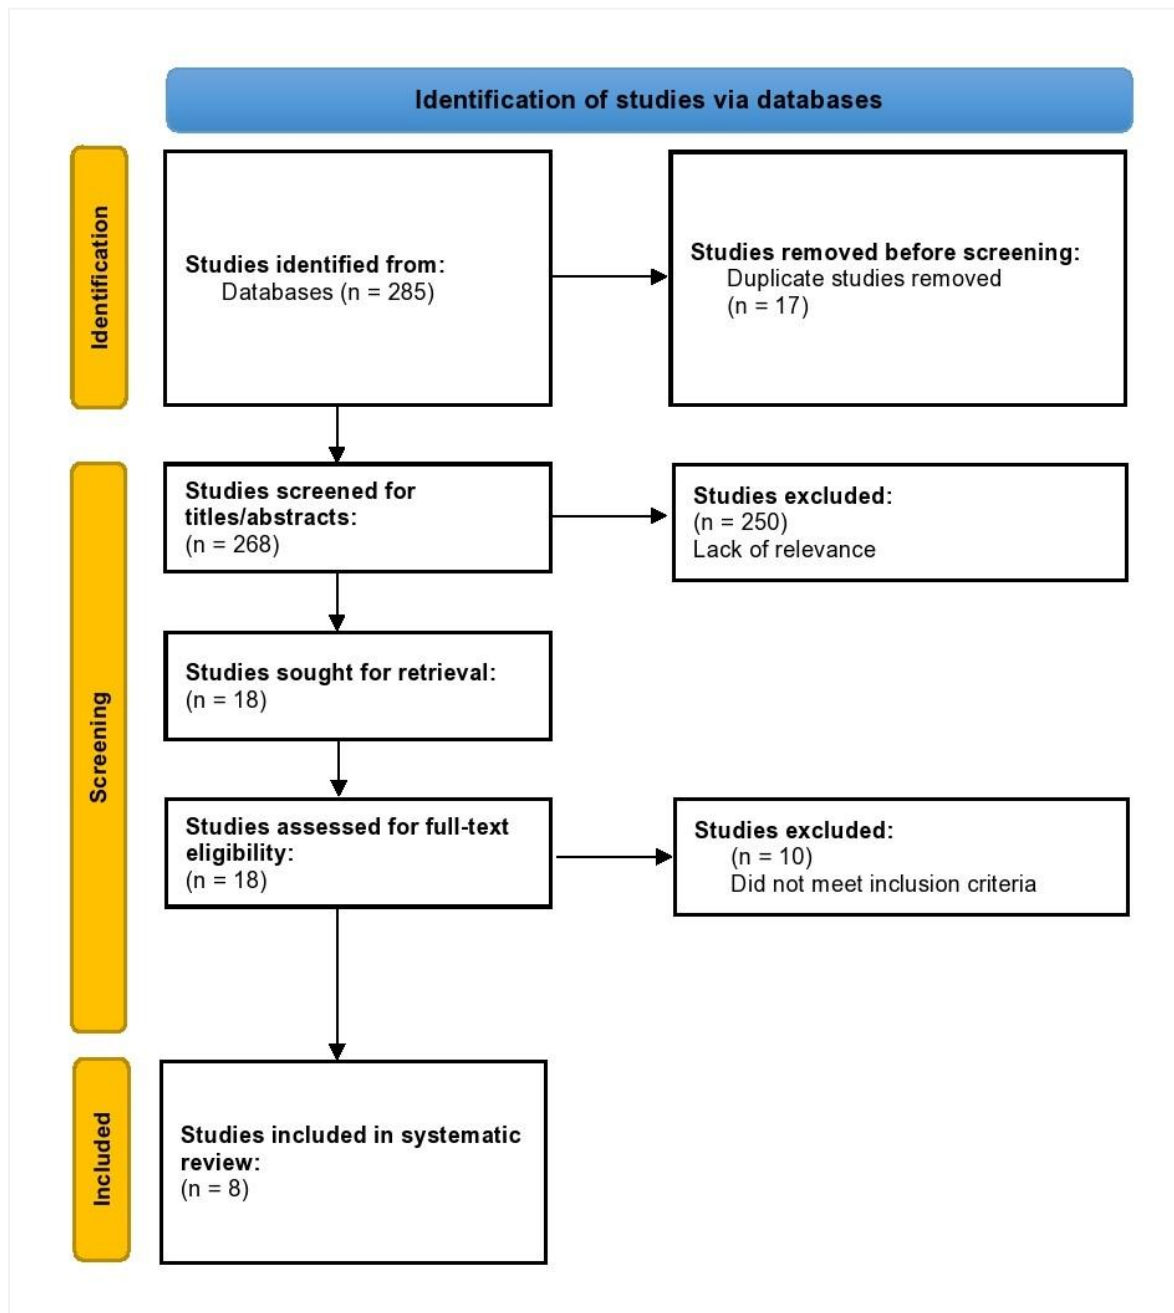 Identification of studies via databases
Identification
Studies identified from:
Databases (n = 285)
Studies removed before screening:
Duplicate studies removed
(n = 17)
Screening
Studies screened for
titles/abstracts:
(n = 268)
Studies excluded:
(n = 250)
Lack of relevance
Studies sought for retrieval:
(n = 18)
Studies assessed for full-text
eligibility:
(n = 18)
Studies excluded:
(n = 10)
Did not meet inclusion criteria
Included
Studies included in systematic
review:
(n = 8)